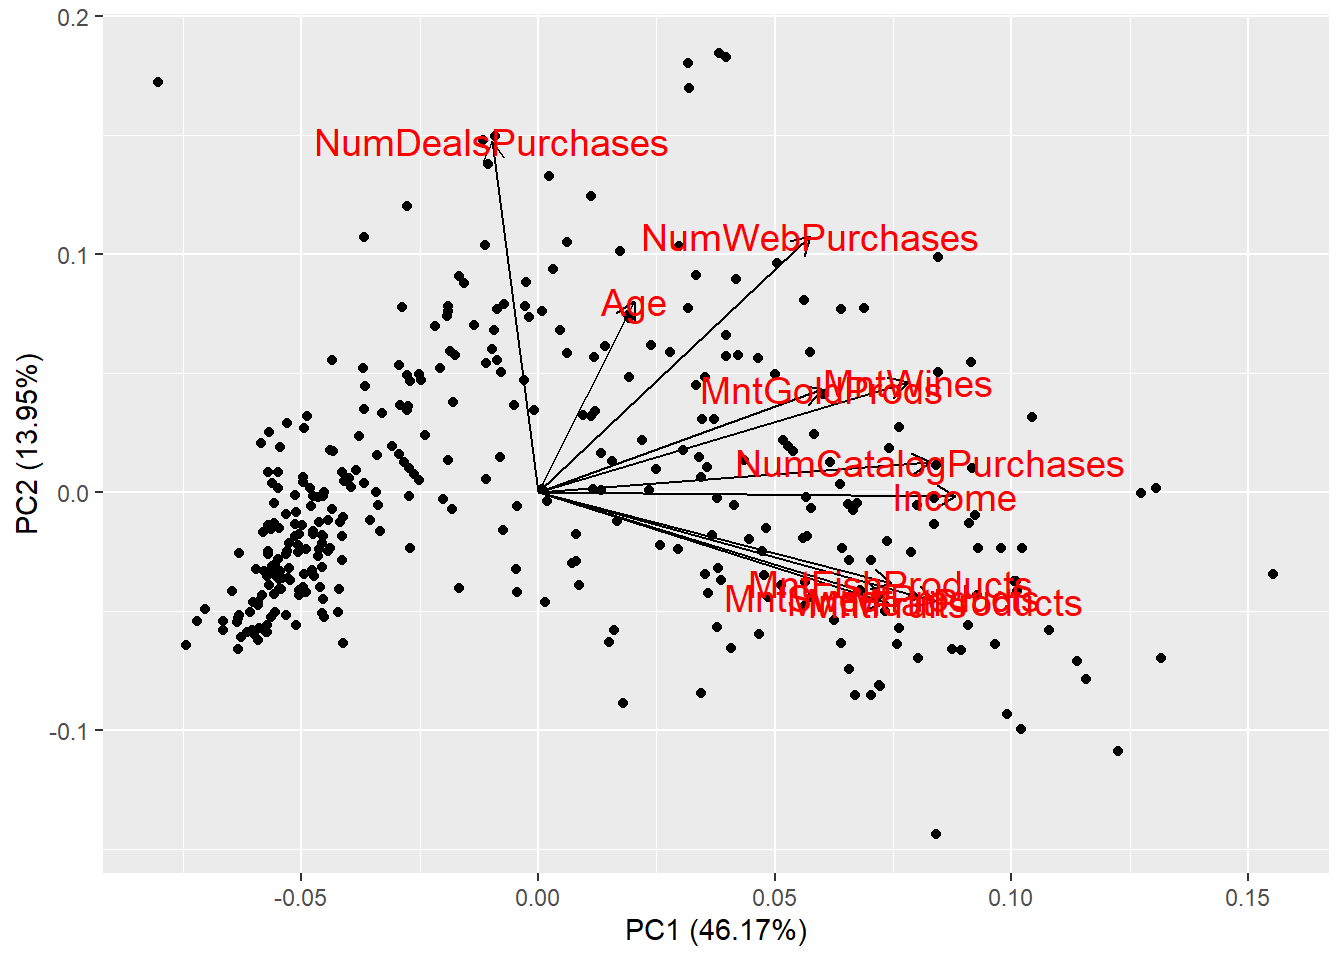 0.2
NumDealsPurchases
NumWebPurchases
0.1
Age
MntWines
MntGoldProds
NumCatalogPurchases
0.0
Income
MntFishProducts
-0.1
-0.05
0.00
0.05
0.10
0.15
PC1 (46.17%)
PC2 (13.95%)